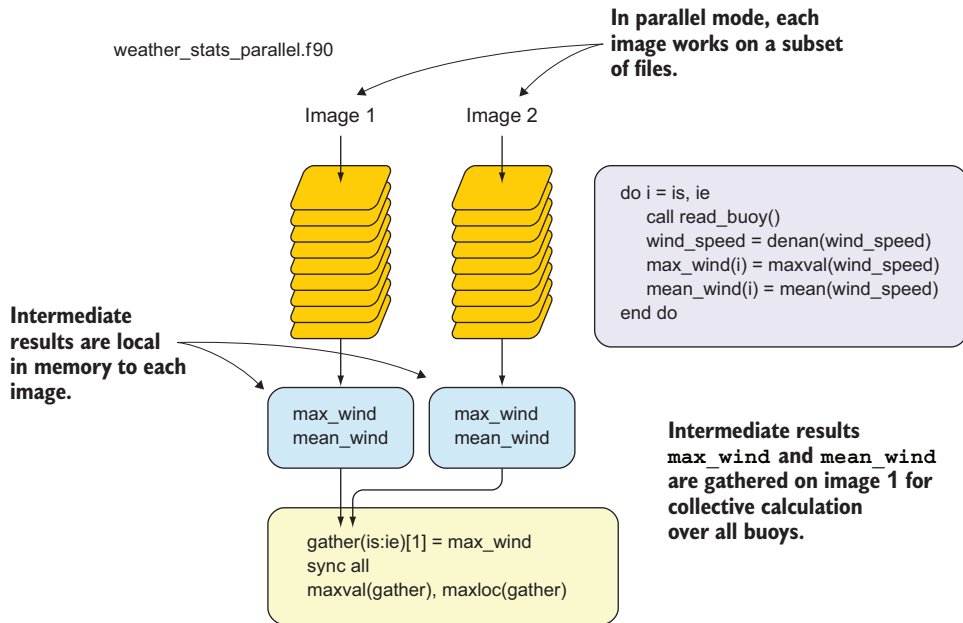 weather_stats_parallel.f90
In parallel mode, each
image works on a subset
of files.
Image 1
Image 2
do i = is, ie
call read_buoy()
wind_speed = denan(wind_speed)
max_wind(i) = maxval(wind_speed)
mean_wind(i) = mean(wind_speed)
end do
Intermediate
results are local
in memory to each
image.
max_wind
mean_wind
max_wind
mean_wind
Intermediate results
max_wind and mean_wind
are gathered on image 1 for
collective calculation
over all buoys.
gather(is:ie)[1] = max_wind
sync all
maxval(gather), maxloc(gather)